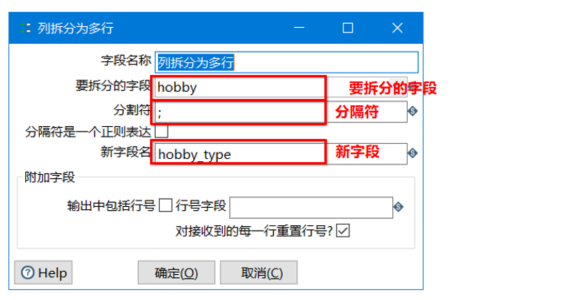 列拆分为多行
字段名称 列拆分为多行
要拆分的字段 hobby 要拆分的字段
分割符 ; 分隔符
分隔符是一个正则表达
新字段名 hobby_type 新字段
附加字段
输出中包括行号 行号字段
对接收到的每一行重置行号?
Help 确定(O) 取消(C)